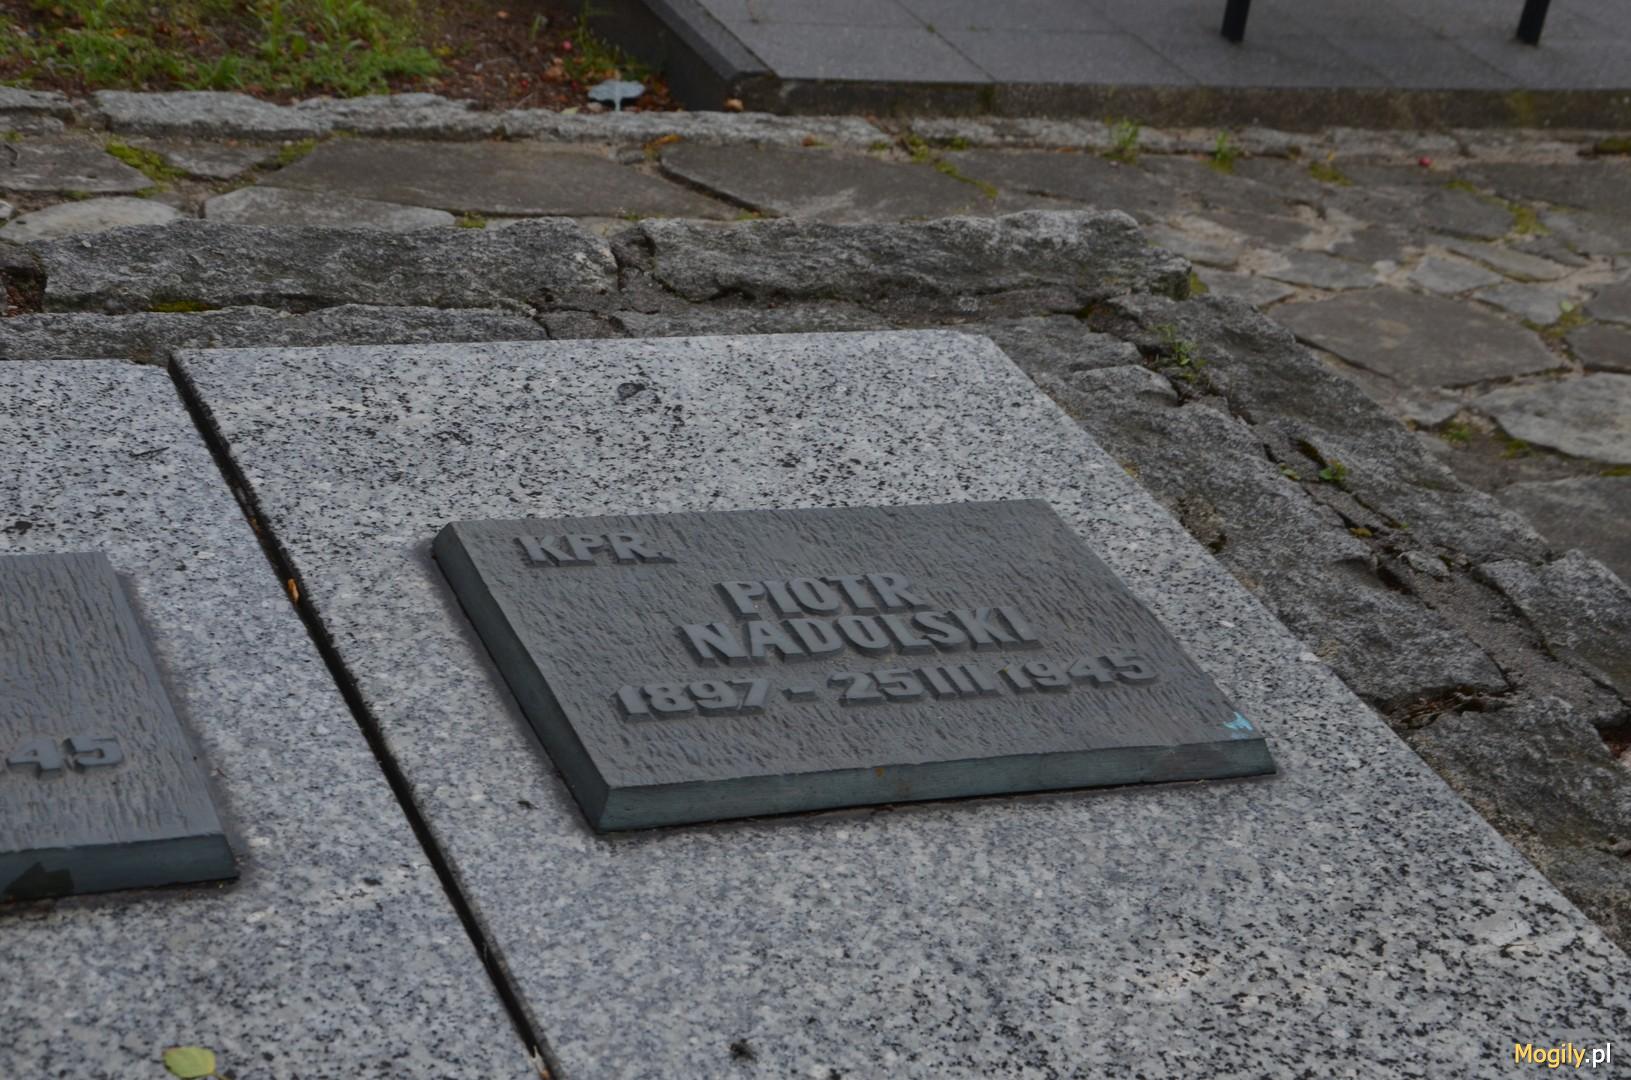 KPR.
PIOTR
NADOLSKI
1897 - 25 III 1945
45
Mogily.pl